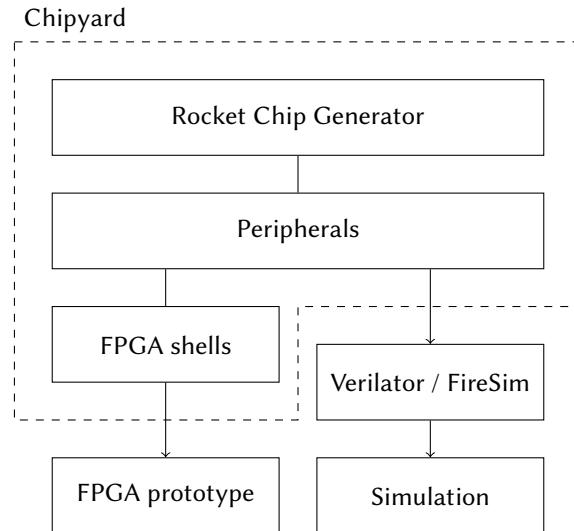 Chipyard
Rocket Chip Generator
Peripherals
FPGA shells
Verilator / FireSim
FPGA prototype
Simulation